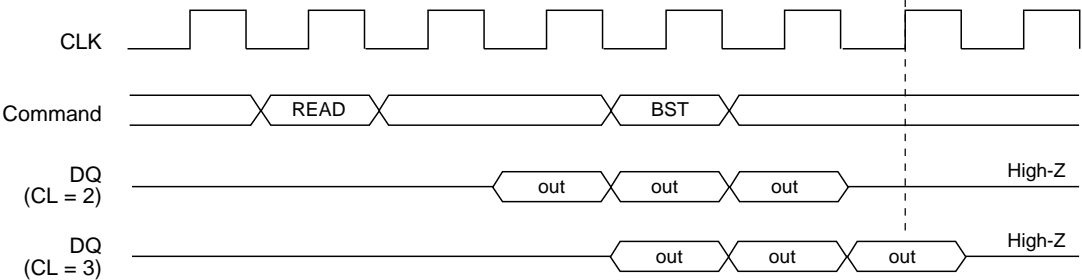 CLK
Command READ BST
DQ
(CL = 2) out out out High-Z
DQ
(CL = 3) out out out High-Z